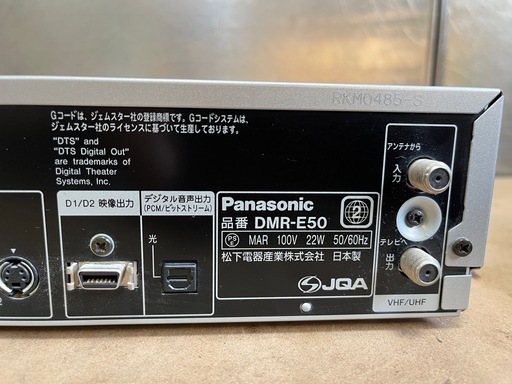 RKM0485-S
Gコードは、ジェムスター社の登録商標です。Gコードシステムは、
ジェムスター社のライセンスに基づいて生産しております。
"DTS" and
"DTS Digital Out"
are trademarks of
Digital Theater
Systems, Inc.
D1/D2 映像出力
デジタル音声出力
(PCM/ビットストリーム)
光
Panasonic
品番 DMR-E50
2
PS
E
MAR 100V 22W 50/60Hz
松下電器産業株式会社 日本製
JQA
アンテナから
入力
テレビへ
出力
VHF/UHF
2